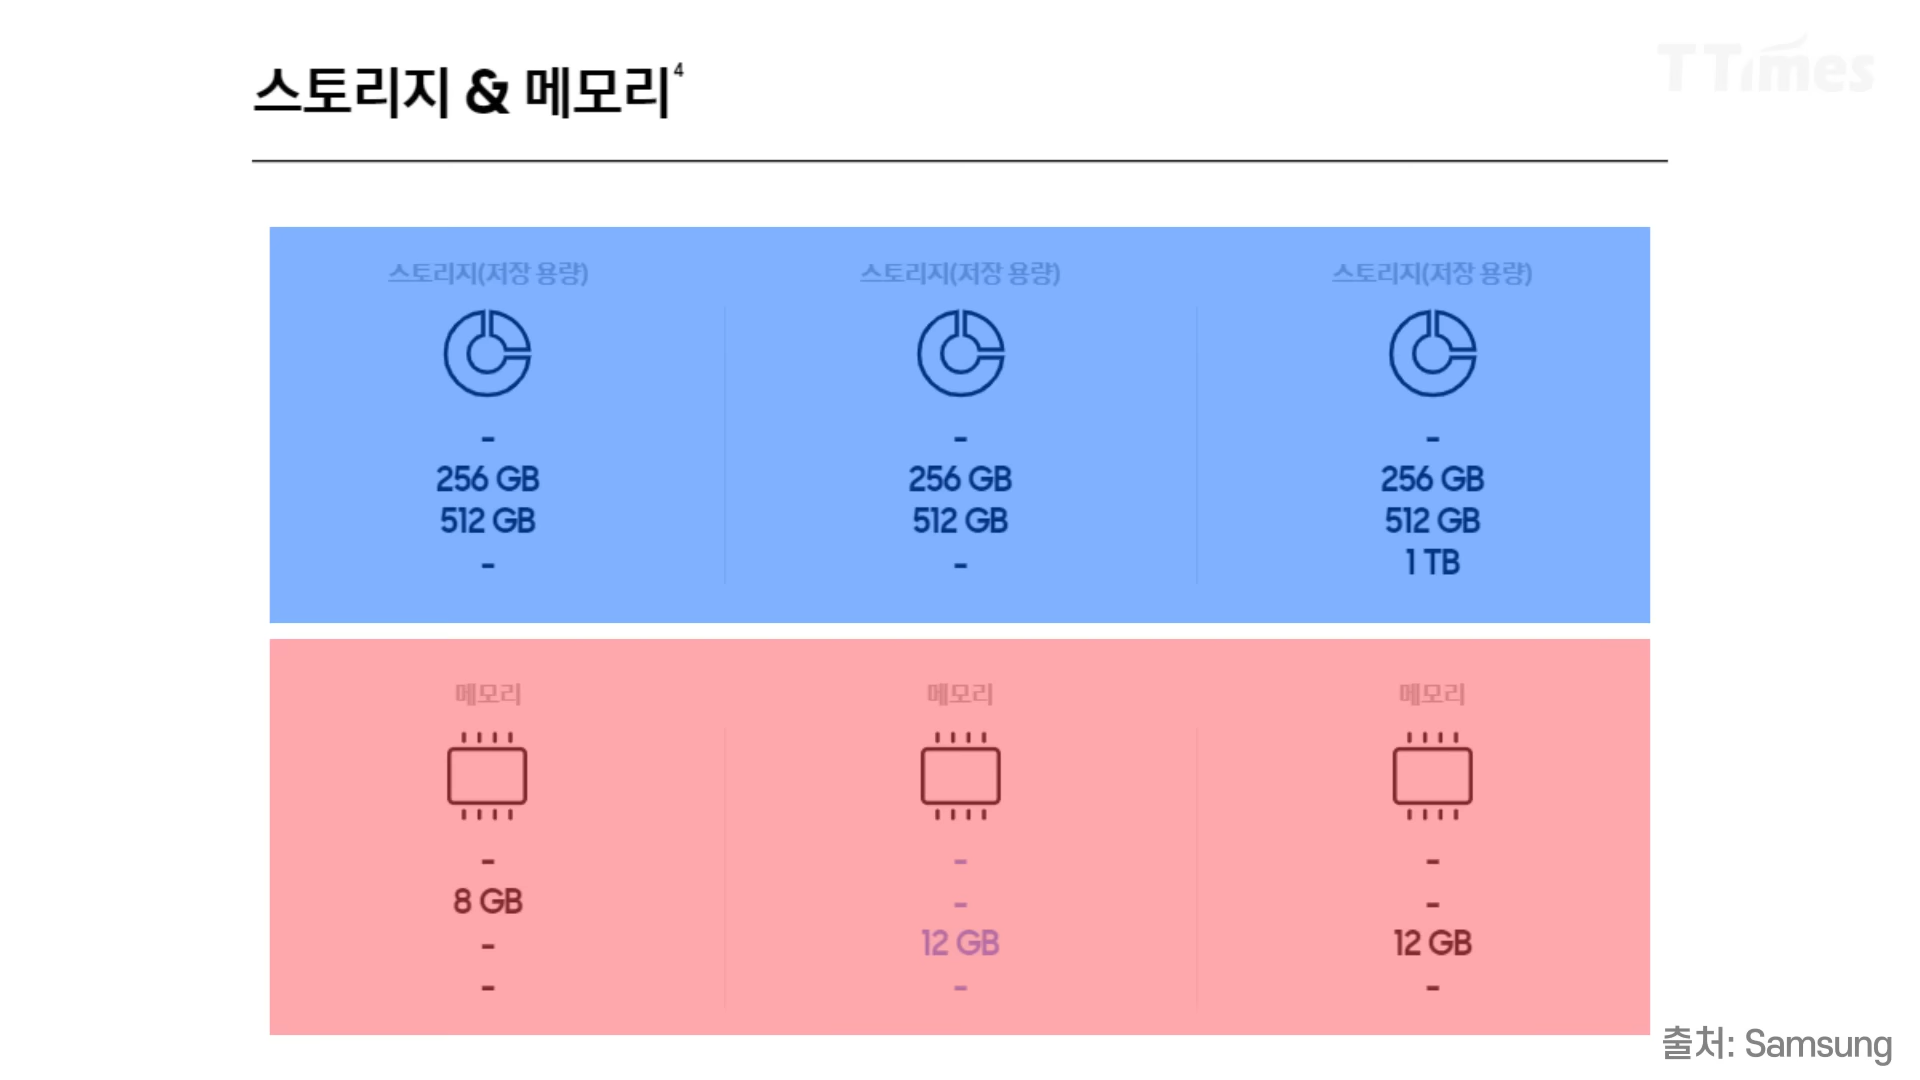 스토리지 & 메모리⁴
TTimes
스토리지(저장 용량) 스토리지(저장 용량) 스토리지(저장 용량)
- - -
256 GB 256 GB 256 GB
512 GB 512 GB 512 GB
- - 1 TB
메모리 메모리 메모리
- - -
8 GB - -
- 12 GB 12 GB
- - -
출처: Samsung